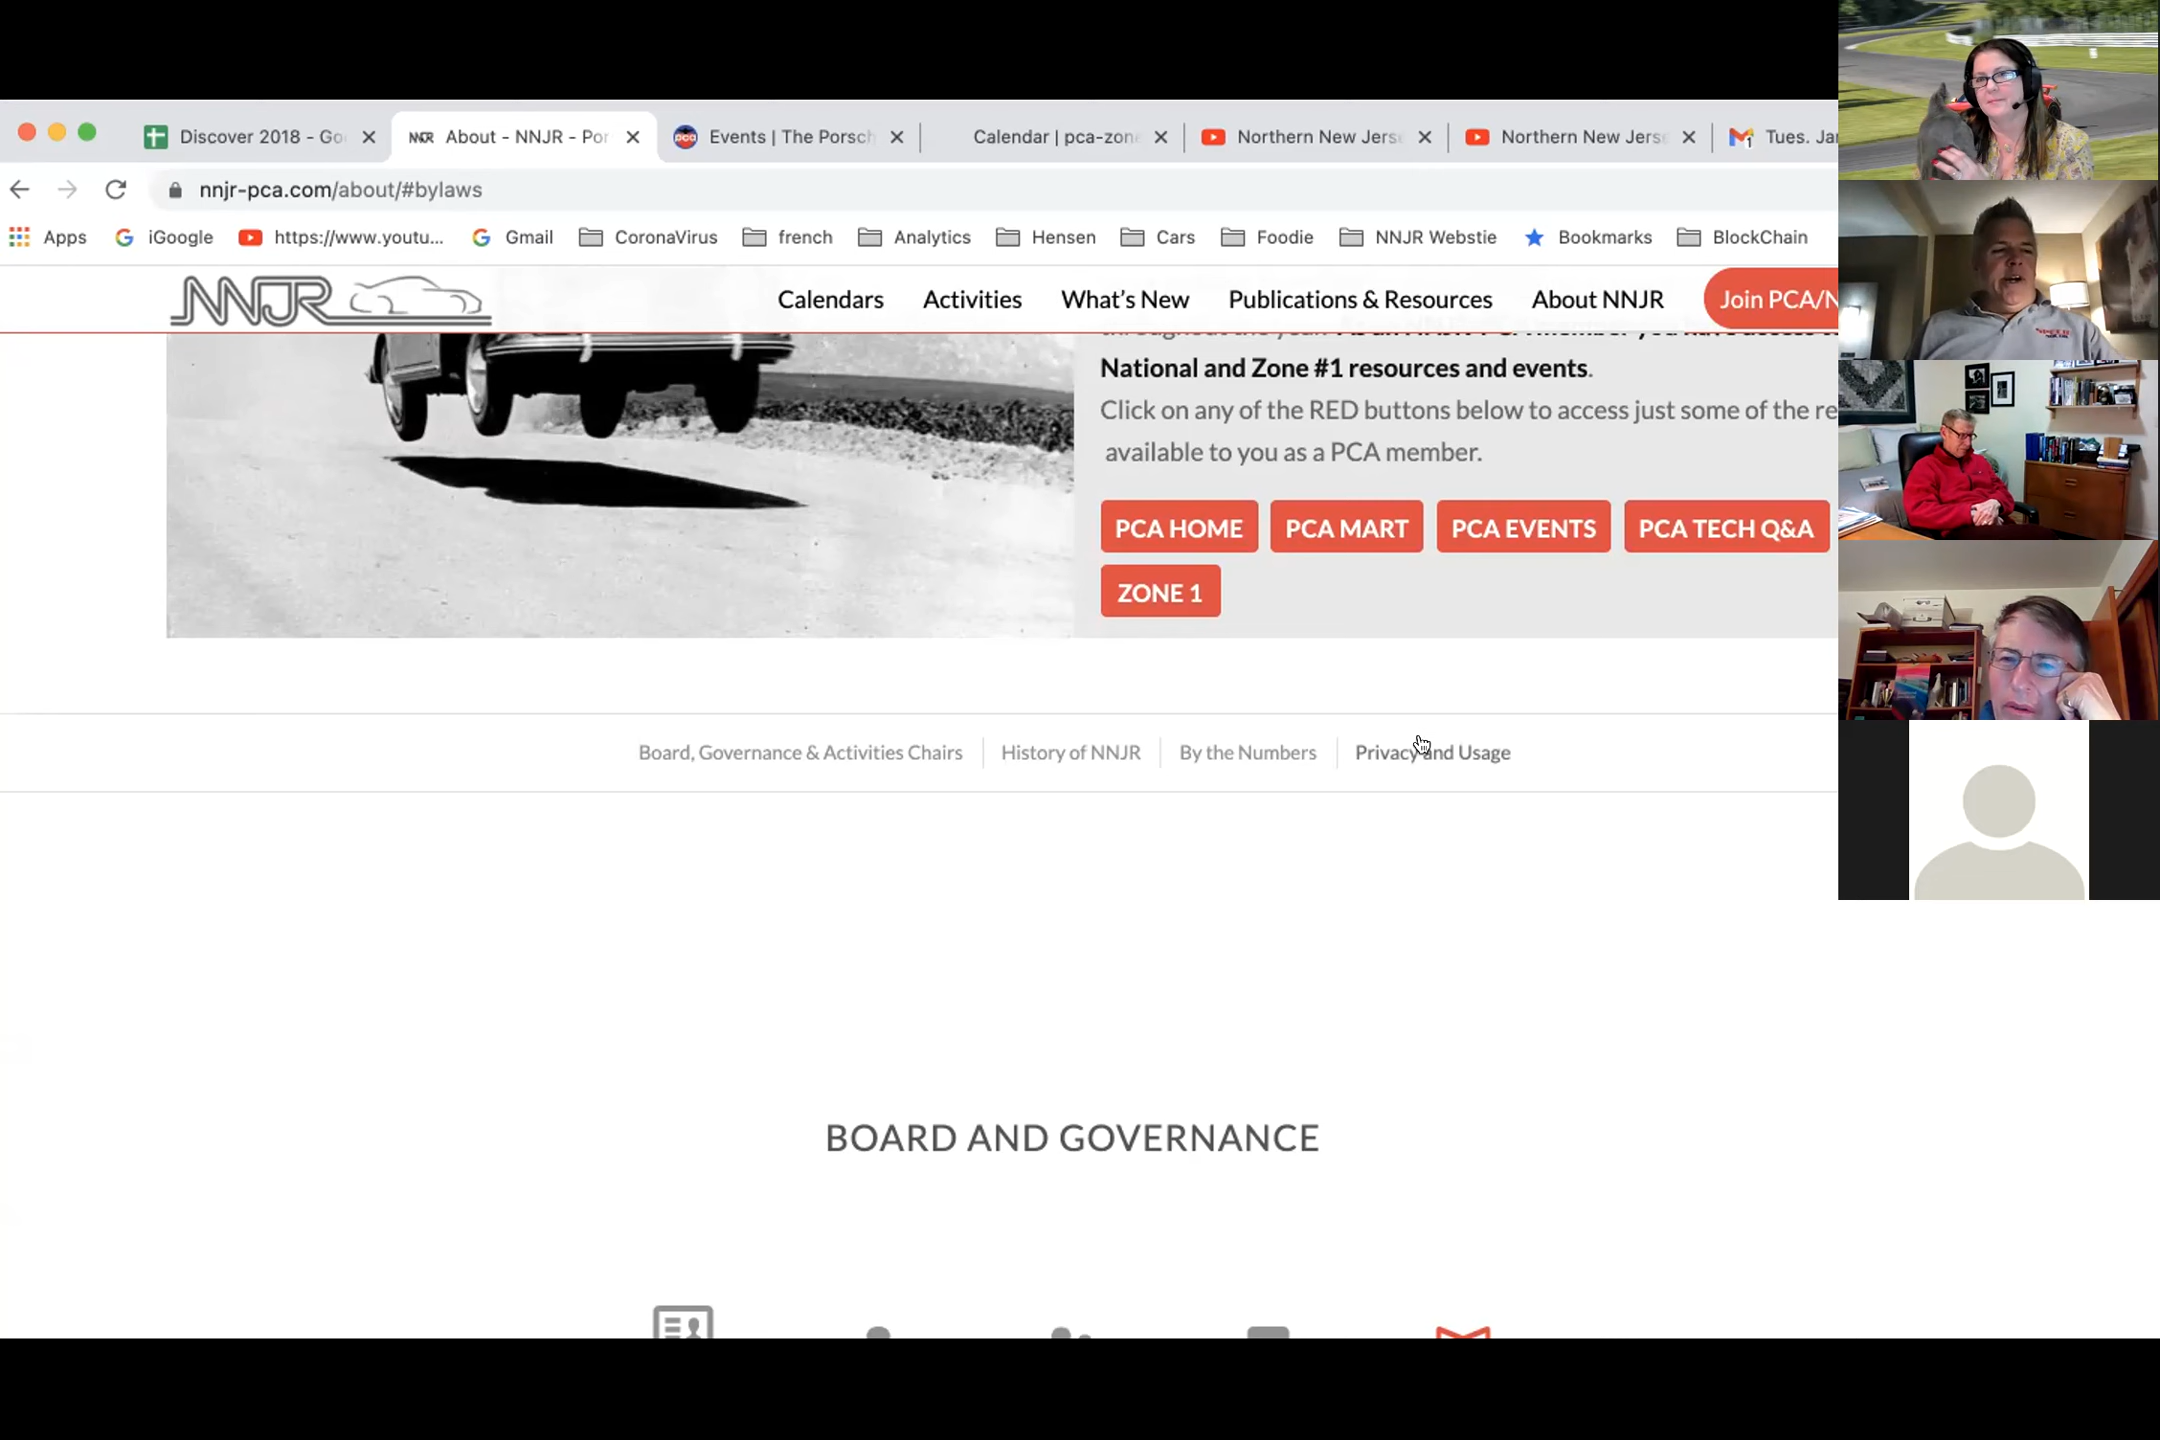 Discover 2018 - Go
NNJR About - NNJR - Por
pca Events | The Porsch
Calendar | pca-zon
Northern New Jerse
Northern New Jerse
1 Tues. Ja
nnjr-pca.com/about/#bylaws
Apps iGoogle https://www.youtu... Gmail CoronaVirus french Analytics Hensen Cars Foodie NNJR Webstie Bookmarks BlockChain
NNJR
Calendars Activities What's New Publications & Resources About NNJR Join PCA/N
National and Zone #1 resources and events.
Click on any of the RED buttons below to access just some of the re
available to you as a PCA member.
PCA HOME PCA MART PCA EVENTS PCA TECH Q&A
ZONE 1
Board, Governance & Activities Chairs History of NNJR By the Numbers Privacy and Usage
BOARD AND GOVERNANCE